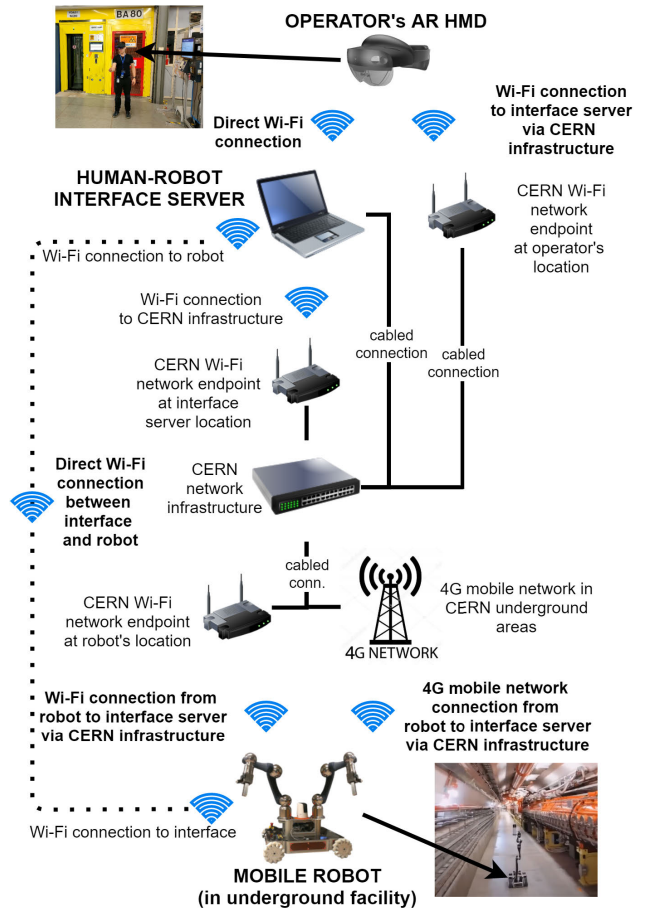 OPERATOR's AR HMD
BA80
Wi-Fi connection
to interface server
via CERN
infrastructure
Direct Wi-Fi
connection
HUMAN-ROBOT
INTERFACE SERVER
CERN Wi-Fi
network
endpoint
at operator's
location
Wi-Fi connection to robot
Wi-Fi connection
to CERN infrastructure
cabled
connection
cabled
connection
CERN Wi-Fi
network endpoint
at interface
server location
Direct Wi-Fi
connection
between
interface
and robot
CERN
network
infrastructure
cabled
conn.
CERN Wi-Fi
network endpoint
at robot's location
4G NETWORK
4G mobile network in
CERN underground
areas
Wi-Fi connection from
robot to interface server
via CERN infrastructure
4G mobile network
connection from
robot to interface server
via CERN infrastructure
Wi-Fi connection to interface
MOBILE ROBOT
(in underground facility)